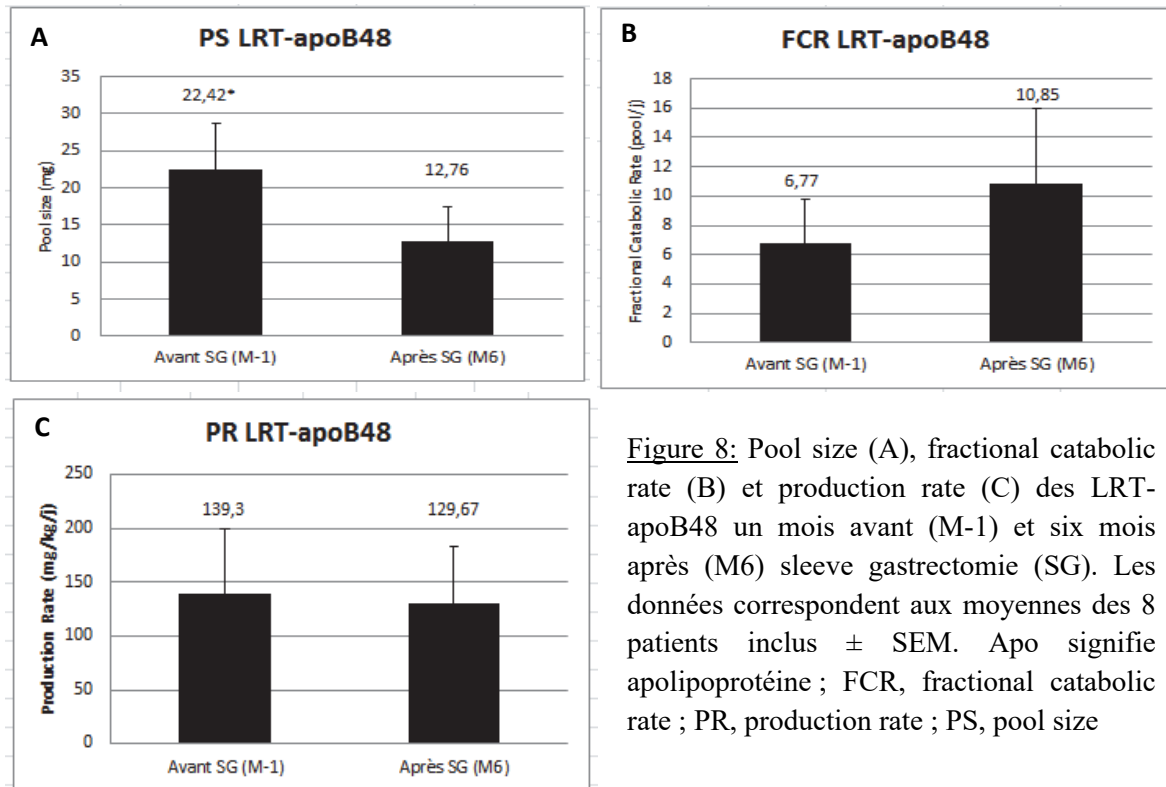 A
PS LRT-apoB48
Pool size (mg)
35
30
25
20
15
10
5
0
22,42*
12,76
Avant SG (M-1)
Après SG (M6)
B
FCR LRT-apoB48
Fractional Catabolic Rate (pool/j)
18
16
14
12
10
8
6
4
2
0
6,77
10,85
Avant SG (M-1)
Après SG (M6)
C
PR LRT-apoB48
Production Rate (mg/kg/j)
250
200
150
100
50
0
139,3
129,67
Avant SG (M-1)
Après SG (M6)
Figure 8: Pool size (A), fractional catabolic
rate (B) et production rate (C) des LRT-
apoB48 un mois avant (M-1) et six mois
après (M6) sleeve gastrectomie (SG). Les
données correspondent aux moyennes des 8
patients inclus ± SEM. Apo signifie
apolipoprotéine ; FCR, fractional catabolic
rate ; PR, production rate ; PS, pool size